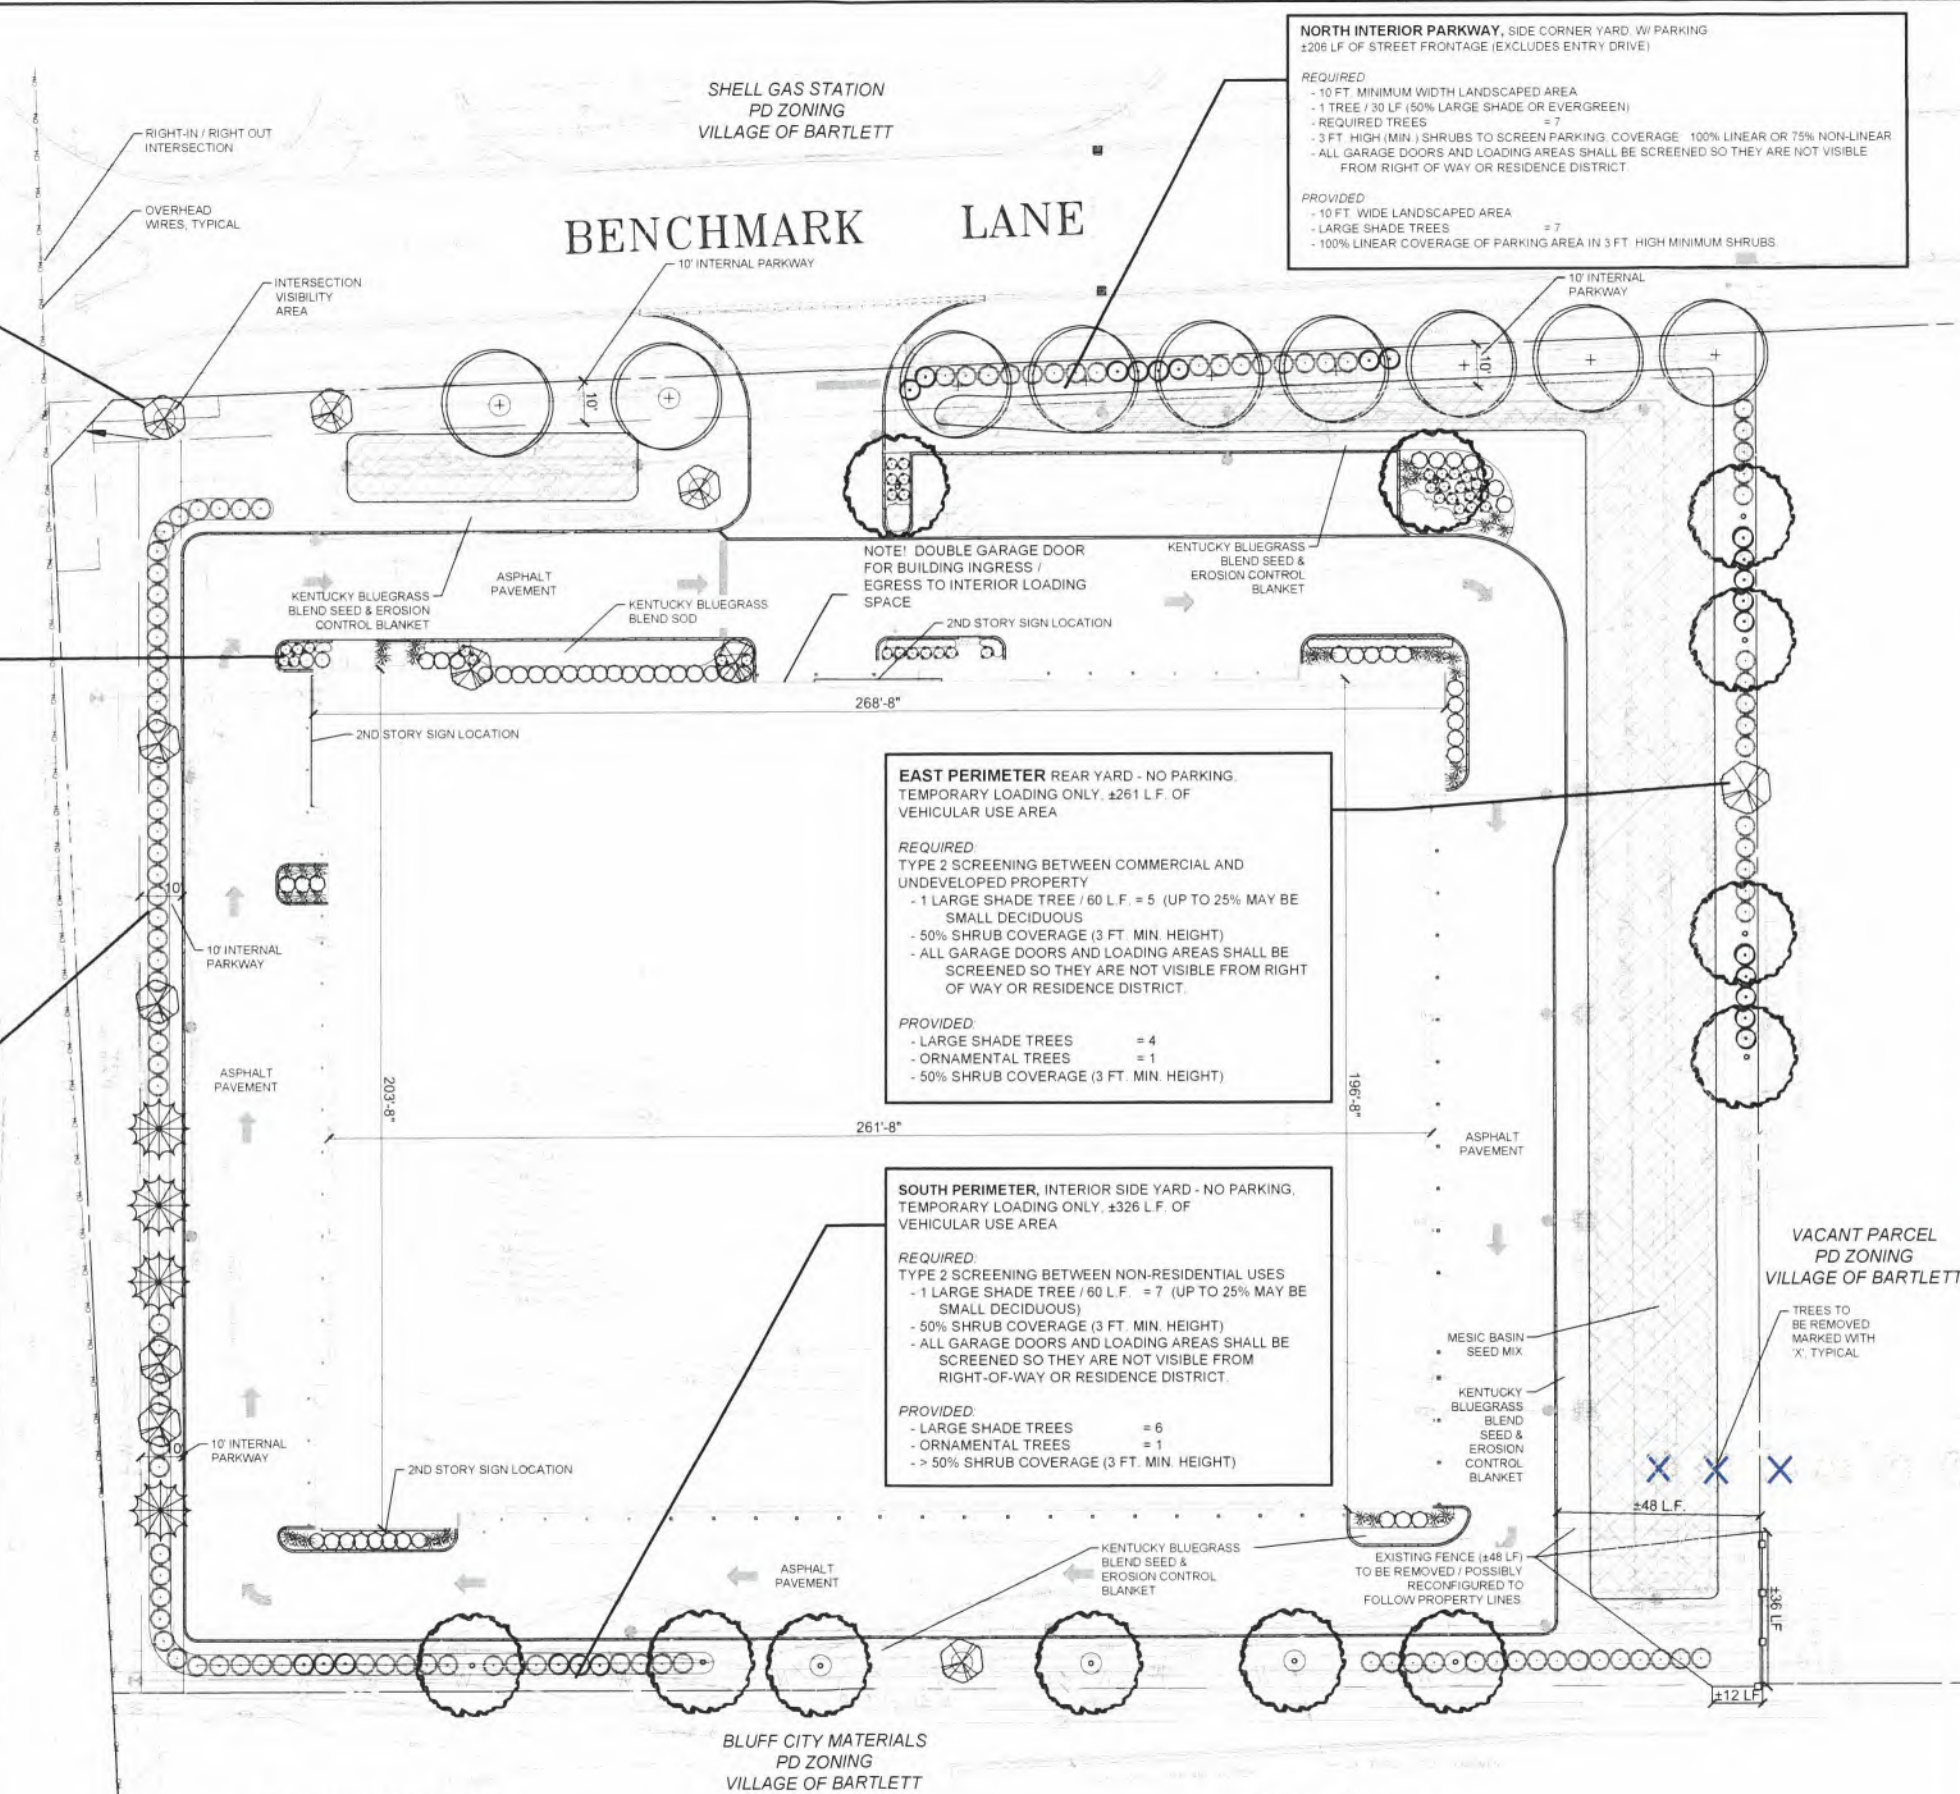 NORTH INTERIOR PARKWAY, SIDE CORNER YARD, W/ PARKING
±206 LF OF STREET FRONTAGE (EXCLUDES ENTRY DRIVE)
REQUIRED
- 10 FT. MINIMUM WIDTH LANDSCAPED AREA
- 1 TREE / 30 LF (50% LARGE SHADE OR EVERGREEN)
- REQUIRED TREES = 7
- 3 FT. HIGH (MIN.) SHRUBS TO SCREEN PARKING, COVERAGE 100% LINEAR OR 75% NON-LINEAR
- ALL GARAGE DOORS AND LOADING AREAS SHALL BE SCREENED SO THEY ARE NOT VISIBLE
FROM RIGHT OF WAY OR RESIDENCE DISTRICT
PROVIDED
- 10 FT. WIDE LANDSCAPED AREA
- LARGE SHADE TREES = 7
- 100% LINEAR COVERAGE OF PARKING AREA IN 3 FT. HIGH MINIMUM SHRUBS.
SHELL GAS STATION
PD ZONING
VILLAGE OF BARTLETT
RIGHT-IN / RIGHT OUT
INTERSECTION
OVERHEAD
WIRES, TYPICAL
BENCHMARK LANE
10' INTERNAL PARKWAY
INTERSECTION
VISIBILITY
AREA
10' INTERNAL
PARKWAY
10'
10'
KENTUCKY BLUEGRASS
BLEND SEED & EROSION
CONTROL BLANKET
ASPHALT
PAVEMENT
KENTUCKY BLUEGRASS
BLEND SOD
NOTE! DOUBLE GARAGE DOOR
FOR BUILDING INGRESS /
EGRESS TO INTERIOR LOADING
SPACE
KENTUCKY BLUEGRASS
BLEND SEED &
EROSION CONTROL
BLANKET
2ND STORY SIGN LOCATION
268'-8"
2ND STORY SIGN LOCATION
EAST PERIMETER REAR YARD - NO PARKING.
TEMPORARY LOADING ONLY, ±261 L.F. OF
VEHICULAR USE AREA
REQUIRED:
TYPE 2 SCREENING BETWEEN COMMERCIAL AND
UNDEVELOPED PROPERTY
- 1 LARGE SHADE TREE / 60 L.F. = 5 (UP TO 25% MAY BE
SMALL DECIDUOUS
- 50% SHRUB COVERAGE (3 FT. MIN. HEIGHT)
- ALL GARAGE DOORS AND LOADING AREAS SHALL BE
SCREENED SO THEY ARE NOT VISIBLE FROM RIGHT
OF WAY OR RESIDENCE DISTRICT.
PROVIDED:
- LARGE SHADE TREES = 4
- ORNAMENTAL TREES = 1
- 50% SHRUB COVERAGE (3 FT. MIN. HEIGHT)
10'
10' INTERNAL
PARKWAY
ASPHALT
PAVEMENT
203'-8"
196'-8"
261'-8"
ASPHALT
PAVEMENT
SOUTH PERIMETER, INTERIOR SIDE YARD - NO PARKING,
TEMPORARY LOADING ONLY, ±326 L.F. OF
VEHICULAR USE AREA
REQUIRED:
TYPE 2 SCREENING BETWEEN NON-RESIDENTIAL USES
- 1 LARGE SHADE TREE / 60 L.F. = 7 (UP TO 25% MAY BE
SMALL DECIDUOUS)
- 50% SHRUB COVERAGE (3 FT. MIN. HEIGHT)
- ALL GARAGE DOORS AND LOADING AREAS SHALL BE
SCREENED SO THEY ARE NOT VISIBLE FROM
RIGHT-OF-WAY OR RESIDENCE DISTRICT.
PROVIDED:
- LARGE SHADE TREES = 6
- ORNAMENTAL TREES = 1
- > 50% SHRUB COVERAGE (3 FT. MIN. HEIGHT)
VACANT PARCEL
PD ZONING
VILLAGE OF BARTLETT
TREES TO
BE REMOVED
MARKED WITH
'X', TYPICAL
MESIC BASIN
SEED MIX
KENTUCKY
BLUEGRASS
BLEND
SEED &
EROSION
CONTROL
BLANKET
10' INTERNAL
PARKWAY
2ND STORY SIGN LOCATION
±48 L.F.
EXISTING FENCE (±48 LF)
TO BE REMOVED / POSSIBLY
RECONFIGURED TO
FOLLOW PROPERTY LINES.
±36 LF
±12 LF
KENTUCKY BLUEGRASS
BLEND SEED &
EROSION CONTROL
BLANKET
ASPHALT
PAVEMENT
BLUFF CITY MATERIALS
PD ZONING
VILLAGE OF BARTLETT